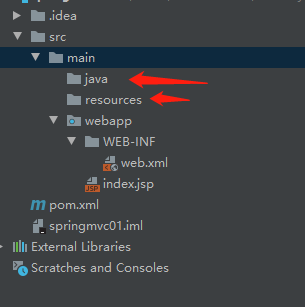 .idea
src
main
java
resources
webapp
WEB-INF
web.xml
index.jsp
pom.xml
springmvc01.iml
External Libraries
Scratches and Consoles